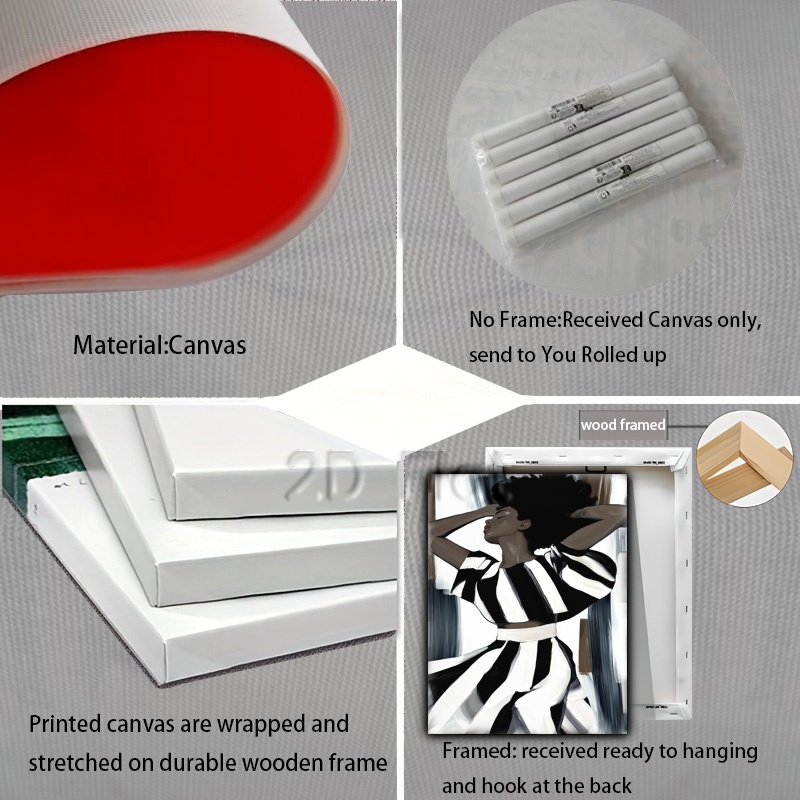 Material:Canvas
No Frame:Received Canvas only,
send to You Rolled up
wood framed
2D
Printed canvas are wrapped and
stretched on durable wooden frame
Framed: received ready to hanging
and hook at the back